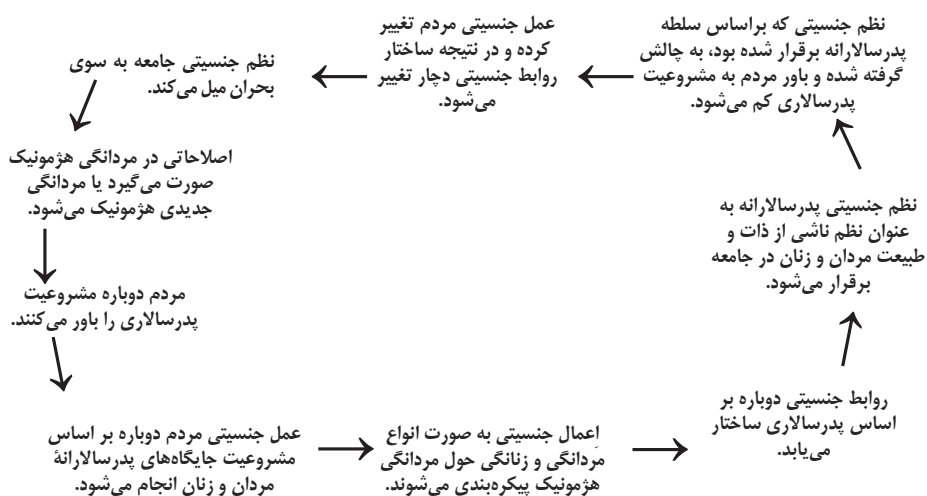 نظم جنسیتی که براساس سلطه
پدرسالارانه برقرار شده بود، به چالش
گرفته شده و باور مردم به مشروعیت
پدرسالاری کم می‌شود.
عمل جنسیتی مردم تغییر
کرده و در نتیجه ساختار
روابط جنسیتی دچار تغییر
می‌شود.
نظم جنسیتی جامعه به سوی
بحران میل می‌کند.
اصلاحاتی در مردانگی هژمونیک
صورت می‌گیرد یا مردانگی
جدیدی هژمونیک می‌شود.
مردم دوباره مشروعیت
پدرسالاری را باور می‌کنند.
عمل جنسیتی مردم دوباره بر اساس
مشروعیت جایگاه‌های پدرسالارانهٔ
مردان و زنان انجام می‌شود.
اِعمال جنسیتی به صورت انواع
مردانگی و زنانگی حول مردانگی
هژمونیک پیکره‌بندی می‌شوند.
روابط جنسیتی دوباره بر
اساس پدرسالاری ساختار
می‌یابد.
نظم جنسیتی پدرسالارانه به
عنوان نظم ناشی از ذات و
طبیعت مردان و زنان در جامعه
برقرار می‌شود.